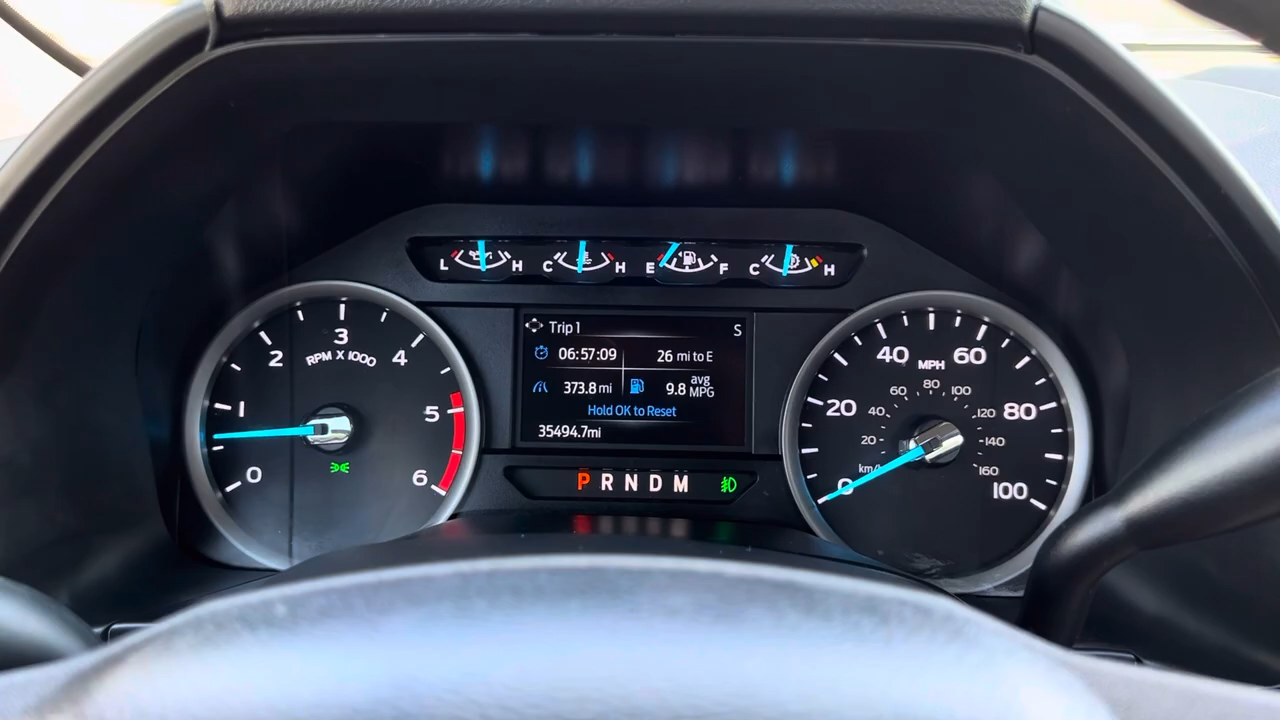 L H C H E F C H
Trip 1 S
06:57:09 26 mi to E
373.8 mi 9.8 avg MPG
Hold OK to Reset
35494.7mi
P R N D M
0 1 2 3 4 5 6
RPM X 1000
0 20 40 60 80 100
MPH
20 40 60 80 100 120 140 160
km/h